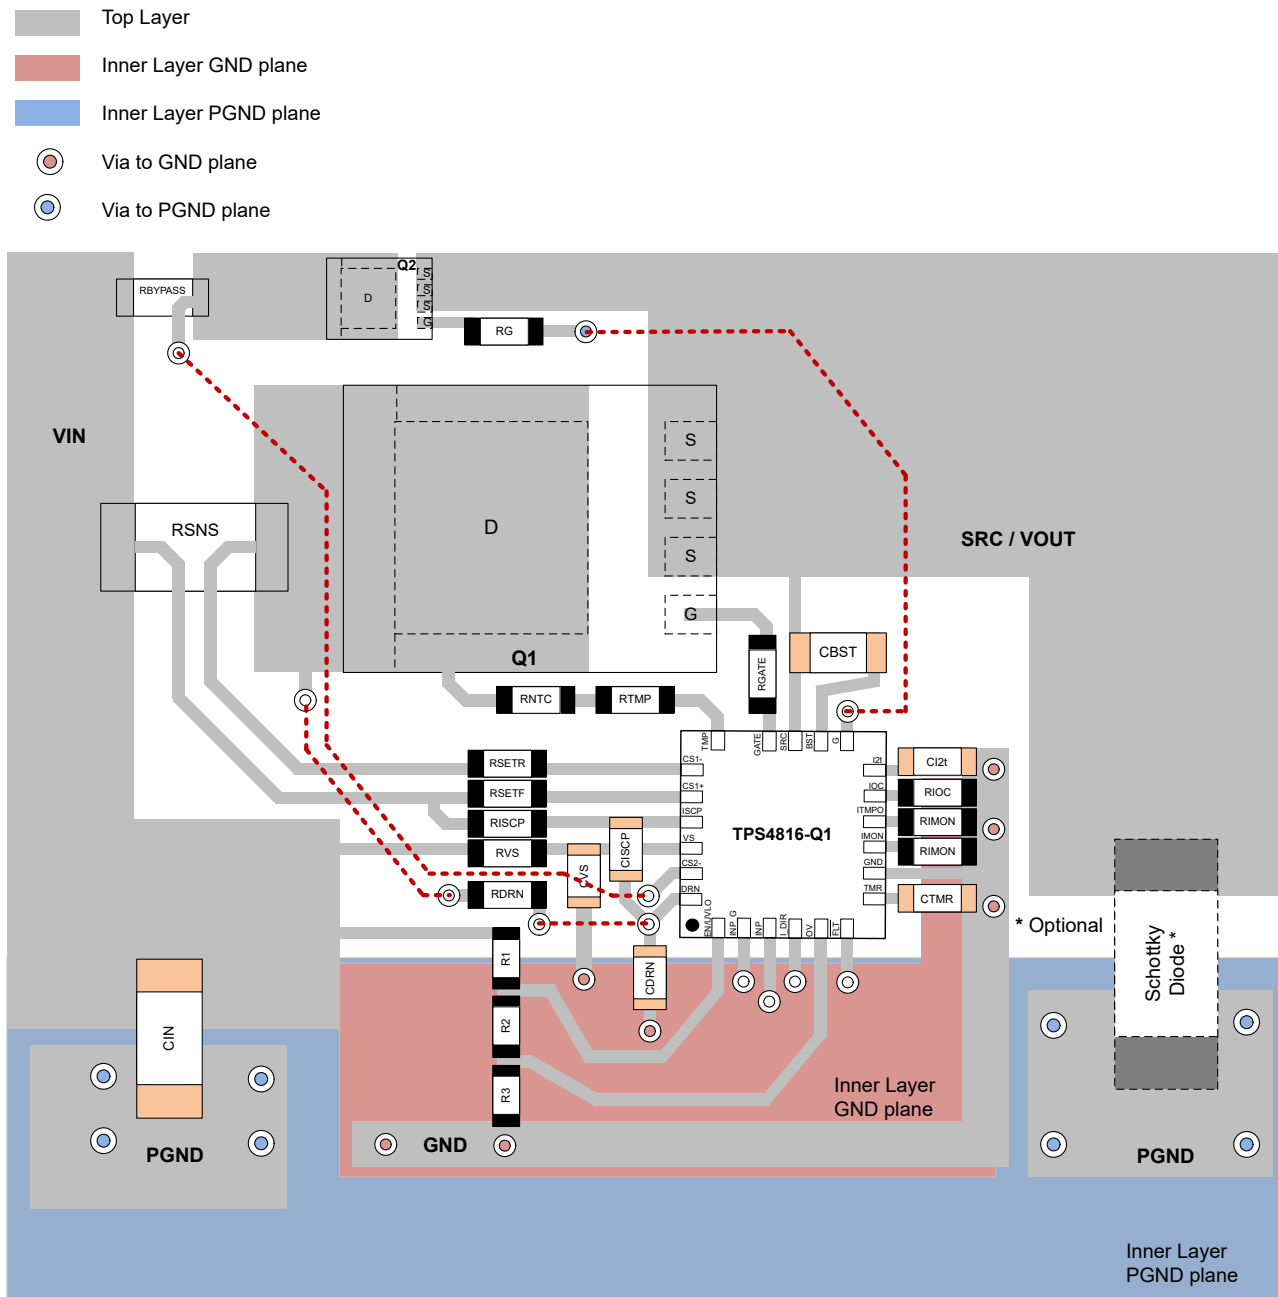 Top Layer
Inner Layer GND plane
Inner Layer PGND plane
Via to GND plane
Via to PGND plane
Q2
RBYPASS
D
S
S
S
G
RG
VIN
S
RSNS
D
S
S
G
SRC / VOUT
Q1
CBST
RGATE
RNTC
RTMP
TMP
GATE
SRC
BST
G
CS1-
CS1+
ISCP
VS
CS2-
DRN
RSETR
RSETF
RISCP
RVS
RDRN
CISCP
CVS
TPS4816-Q1
I2t
IOC
ITMPO
IMON
GND
TMR
CI2t
RIOC
RIMON
RIMON
CTMR
EN/UVLO
INP_G
INP
I_DIR
OV
FLT
* Optional
Schottky
Diode *
R1
R2
R3
CDRN
CIN
Inner Layer
GND plane
PGND
GND
PGND
Inner Layer
PGND plane